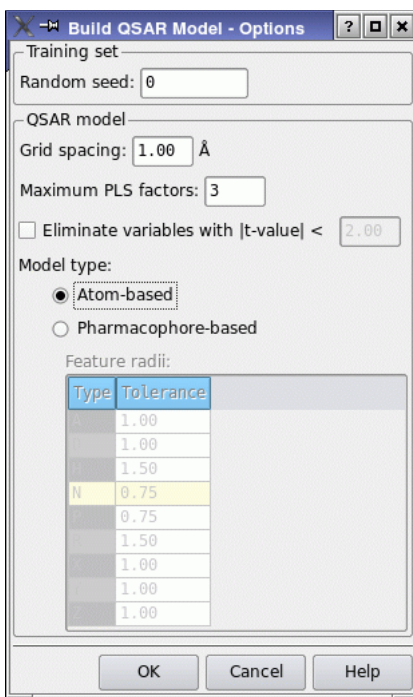 Build QSAR Model - Options
Training set
Random seed: 0
QSAR model
Grid spacing: 1.00 Å
Maximum PLS factors: 3
Eliminate variables with |t-value| < 2.00
Model type:
Atom-based
Pharmacophore-based
Feature radii:
Type Tolerance
A 1.00
D 1.00
H 1.50
N 0.75
P 0.75
R 1.50
X 1.00
Y 1.00
Z 1.00
OK Cancel Help